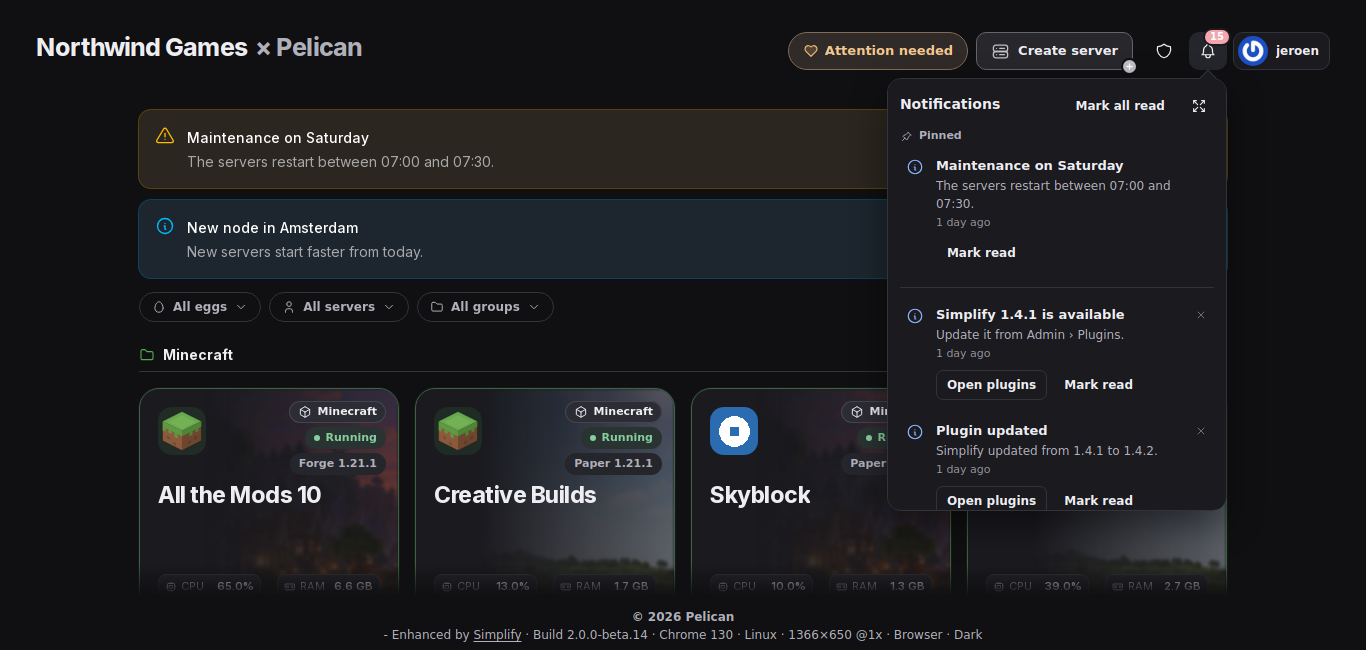 Northwind Games × Pelican
Attention needed
Create server
15
jeroen
Maintenance on Saturday
The servers restart between 07:00 and 07:30.
New node in Amsterdam
New servers start faster from today.
All eggs
All servers
All groups
Minecraft
Minecraft
Running
Forge 1.21.1
All the Mods 10
CPU 65.0%
RAM 6.6 GB
Minecraft
Running
Paper 1.21.1
Creative Builds
CPU 13.0%
RAM 1.7 GB
Skyblock
Paper
CPU 10.0%
RAM 1.3 GB
CPU 39.0%
RAM 2.7 GB
Notifications
Mark all read
Pinned
Maintenance on Saturday
The servers restart between 07:00 and
07:30.
1 day ago
Mark read
Simplify 1.4.1 is available
Update it from Admin › Plugins.
1 day ago
Open plugins
Mark read
Plugin updated
Simplify updated from 1.4.1 to 1.4.2.
1 day ago
Open plugins
Mark read
© 2026 Pelican
- Enhanced by Simplify · Build 2.0.0-beta.14 · Chrome 130 · Linux · 1366×650 @1x · Browser · Dark